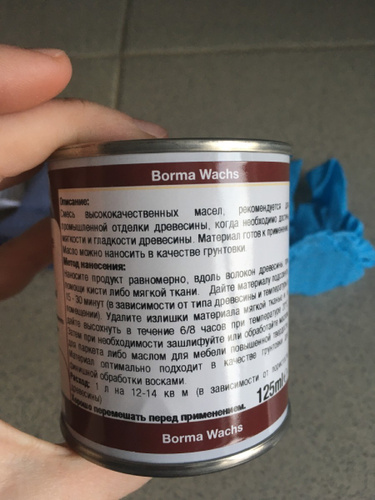 Borma Wachs
Описание:
Смесь высококачественных масел, рекомендуется
промышленной отделки древесины, когда необходимо
мягкости и гладкости древесины. Материал готов к применению
Масло можно наносить в качестве грунтовки
Метод нанесения:
Наносите продукт равномерно, вдоль волокон древесины, при
помощи кисти либо мягкой ткани. Дайте материалу
15 - 30 минут (в зависимости от типа древесины и температуры
помещении). Удалите излишки материала мягкой тканью и
дайте высохнуть в течение 6/8 часов при температуре
Затем при необходимости зашлифуйте или обработайте
для паркета либо маслом для мебели повышенной
Материал оптимально подходит в качестве грунтовки
финишной обработки восками.
Расход: 1 л на 12-14 кв м (в зависимости от
древесины)
Хорошо перемешать перед применением.
125ml
Borma Wachs